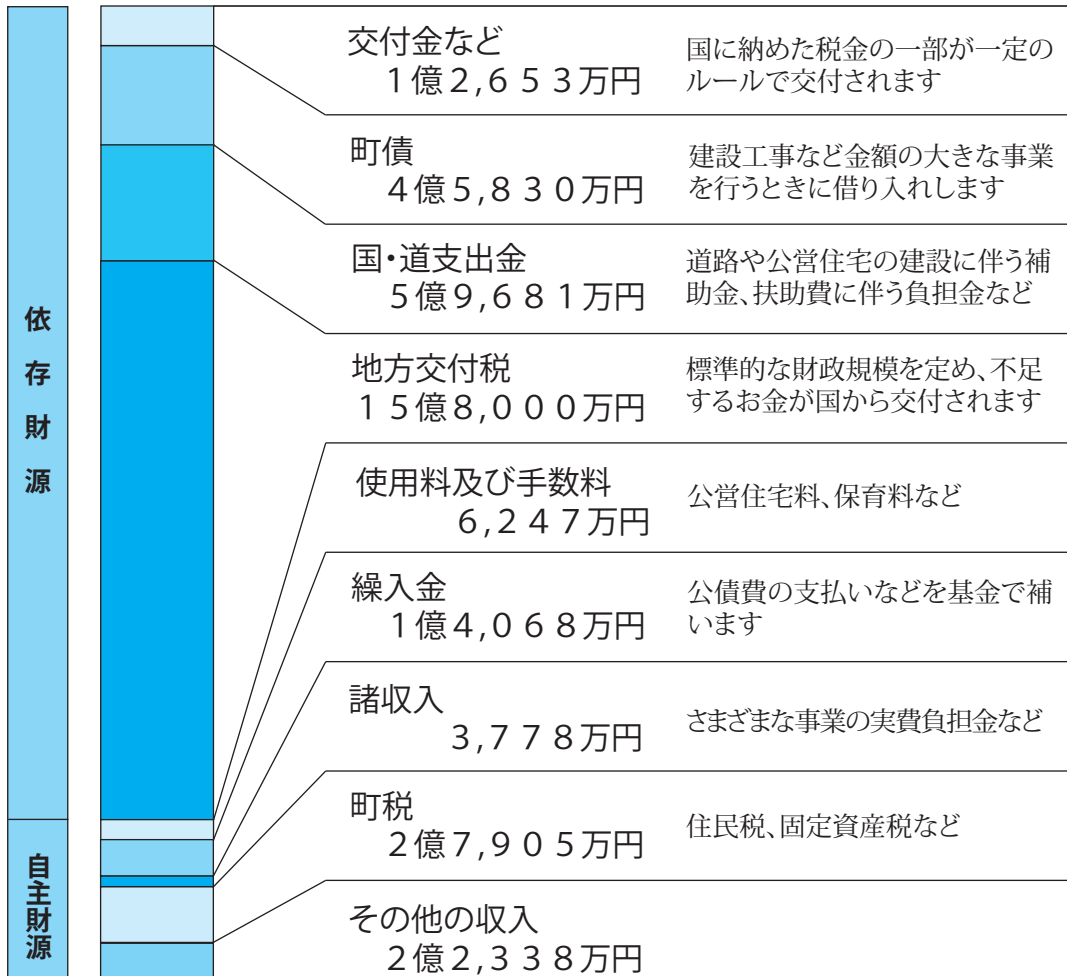 依存財源
交付金など
1億2,653万円
国に納めた税金の一部が一定の
ルールで交付されます
町債
4億5,830万円
建設工事など金額の大きな事業
を行うときに借り入れします
国・道支出金
5億9,681万円
道路や公営住宅の建設に伴う補
助金、扶助費に伴う負担金など
地方交付税
15億8,000万円
標準的な財政規模を定め、不足
するお金が国から交付されます
自主財源
使用料及び手数料
6,247万円
公営住宅料、保育料など
繰入金
1億4,068万円
公債費の支払いなどを基金で補
います
諸収入
3,778万円
さまざまな事業の実費負担金など
町税
2億7,905万円
住民税、固定資産税など
その他の収入
2億2,338万円